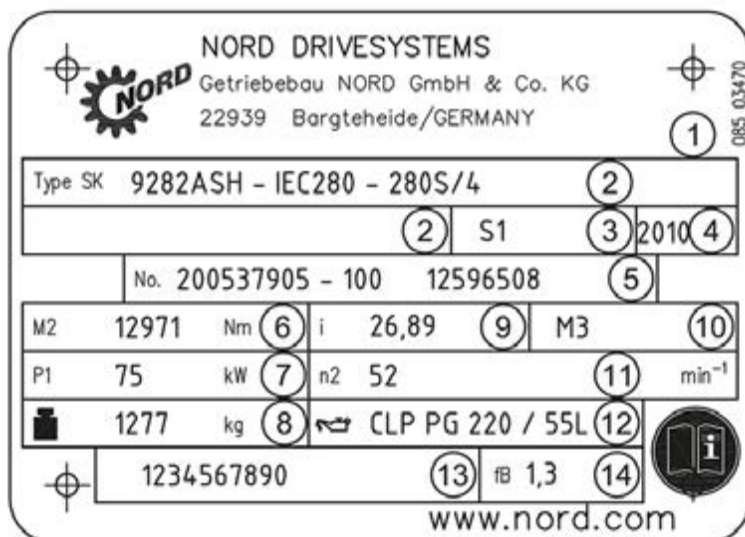 NORD DRIVESYSTEMS
NORD Getriebebau NORD GmbH & Co. KG
22939 Bargteheide/GERMANY
085 03470
1
Type SK 9282ASH - IEC280 - 280S/4 2
2 S1 3 2010 4
No. 200537905 - 100 12596508 5
M2 12971 Nm 6 i 26,89 9 M3 10
P1 75 kW 7 n2 52 11 min⁻¹
1277 kg 8 CLP PG 220 / 55L 12
i
1234567890 13 fB 1,3 14
www.nord.com